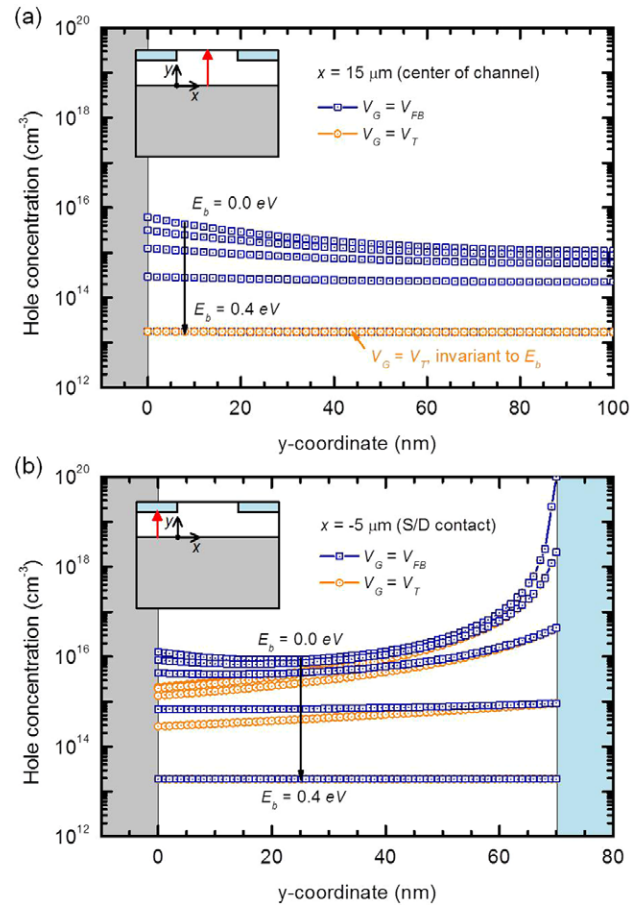 (a)
10^20
10^18
10^16
10^14
10^12
Hole concentration (cm^-3)
y
x
x = 15 μm (center of channel)
V_G = V_FB
V_G = V_T
E_b = 0.0 eV
E_b = 0.4 eV
V_G = V_T, invariant to E_b
0 20 40 60 80 100
y-coordinate (nm)
(b)
10^20
10^18
10^16
10^14
10^12
Hole concentration (cm^-3)
y
x
x = -5 μm (S/D contact)
V_G = V_FB
V_G = V_T
E_b = 0.0 eV
E_b = 0.4 eV
0 20 40 60 80
y-coordinate (nm)